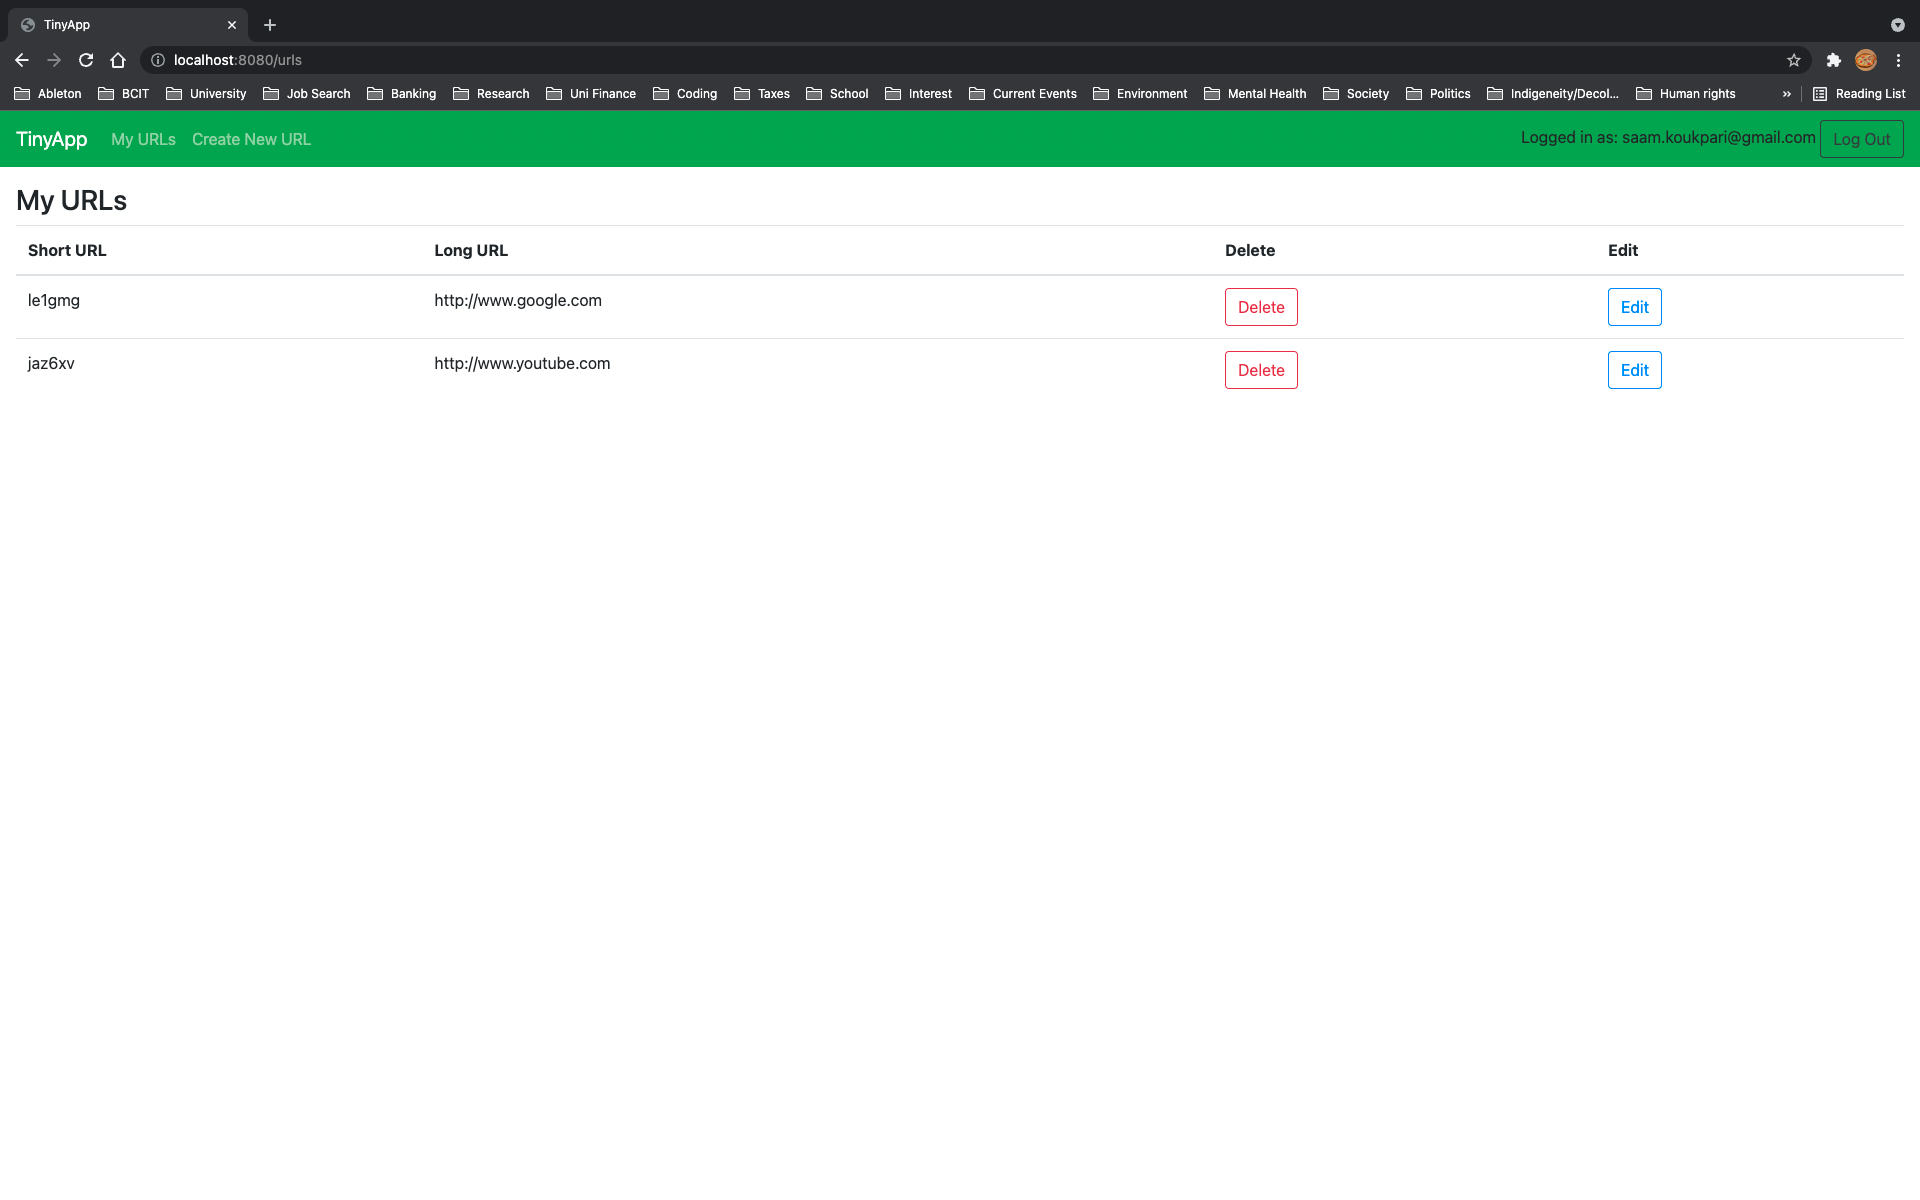 TinyApp
localhost:8080/urls
Ableton BCIT University Job Search Banking Research Uni Finance Coding Taxes School Interest Current Events Environment Mental Health Society Politics Indigeneity/Decol... Human rights » Reading List
TinyApp My URLs Create New URL Logged in as: saam.koukpari@gmail.com Log Out
My URLs
Short URL Long URL Delete Edit
le1gmg http://www.google.com Delete Edit
jaz6xv http://www.youtube.com Delete Edit